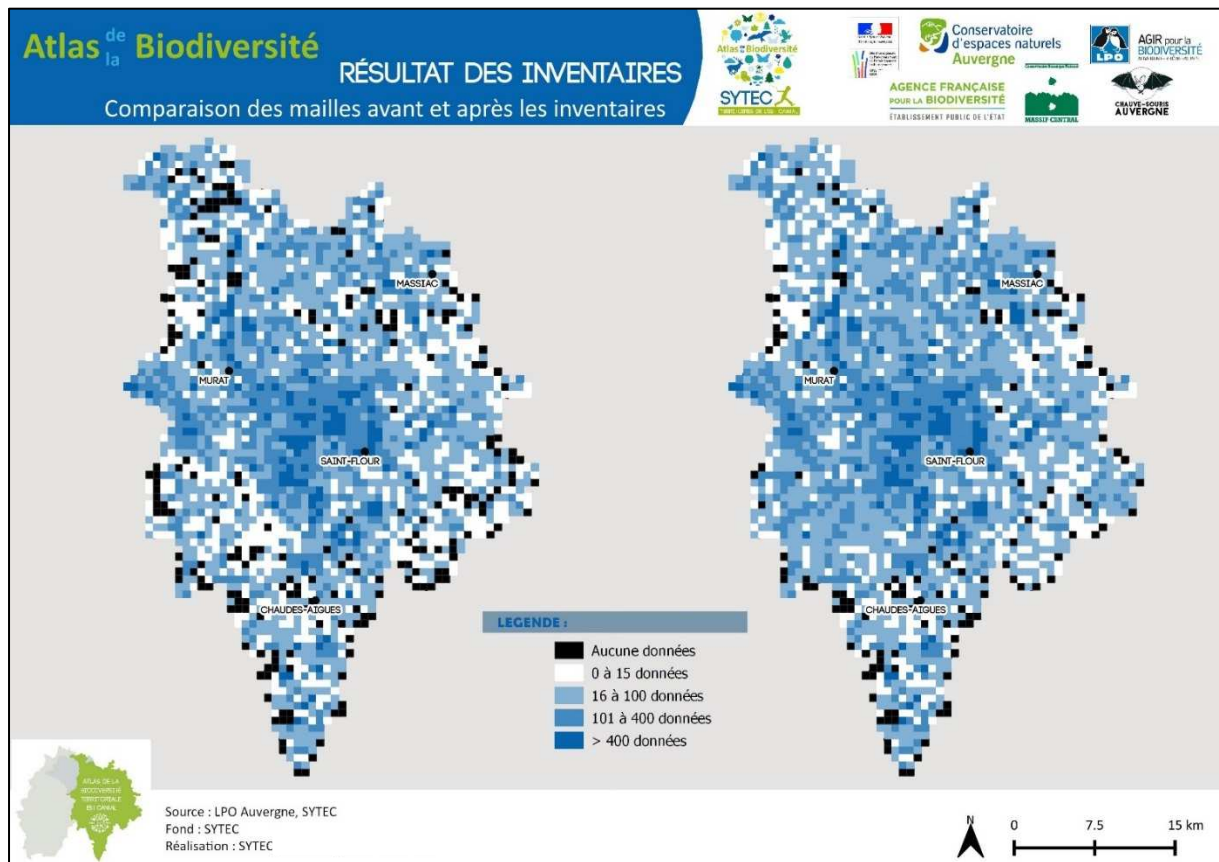 Atlas de la Biodiversité
RÉSULTAT DES INVENTAIRES
Comparaison des mailles avant et après les inventaires
Atlas de la Biodiversité
SYTEC
Conservatoire
d'espaces naturels
Auvergne
LPO
AGIR pour la
BIODIVERSITÉ
AGENCE FRANÇAISE
POUR LA BIODIVERSITÉ
ÉTABLISSEMENT PUBLIC DE L'ÉTAT
MASSIF CENTRAL
CHAUVE-SOURIS
AUVERGNE
MASSIAC
MURAT
SAINT-FLOUR
CHAUDES-AIGUES
MASSIAC
MURAT
SAINT-FLOUR
CHAUDES-AIGUES
LEGENDE :
Aucune données
0 à 15 données
16 à 100 données
101 à 400 données
> 400 données
ATLAS DE LA
BIODIVERSITÉ
TERRITORIALE
DU CANTAL
Source : LPO Auvergne, SYTEC
Fond : SYTEC
Réalisation : SYTEC
N
0 7.5 15 km